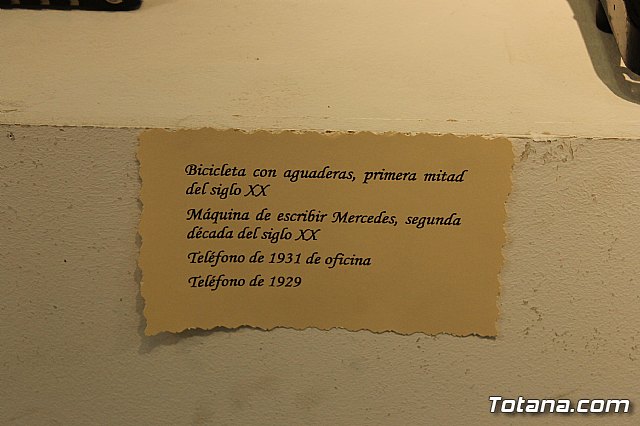 Bicicleta con aguaderas, primera mitad
del siglo XX
Máquina de escribir Mercedes, segunda
década del siglo XX
Teléfono de 1931 de oficina
Teléfono de 1929
Totana.com